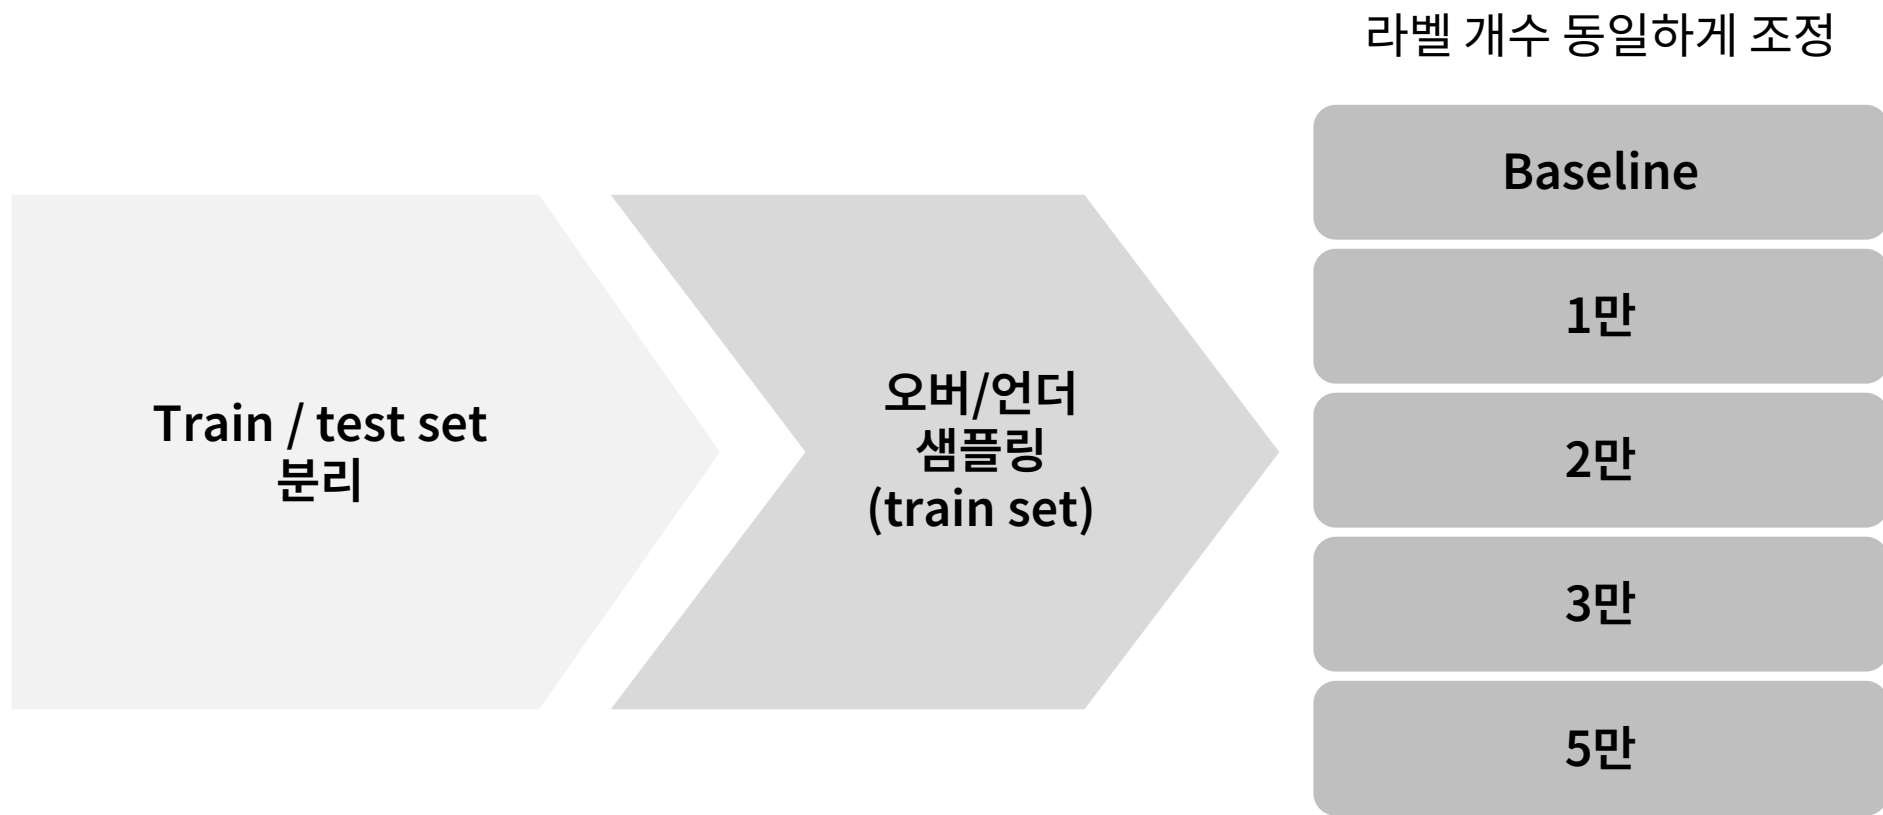 라벨 개수 동일하게 조정
Train / test set
분리
오버/언더
샘플링
(train set)
Baseline
1만
2만
3만
5만